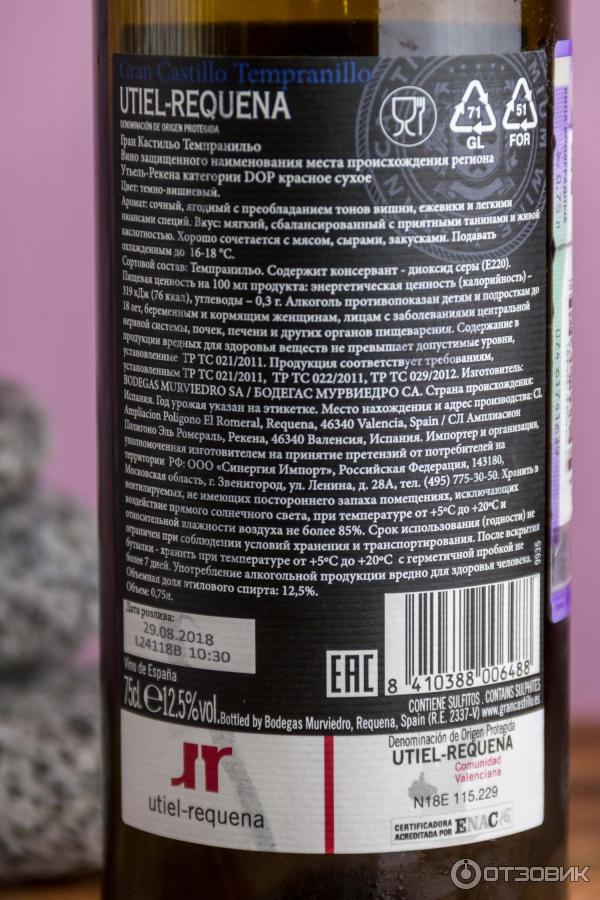 Gran Castillo Tempranillo
UTIEL-REQUENA
DENOMINACIÓN DE ORIGEN PROTEGIDA
71
GL
51
FOR
Гран Кастильо Темпранильо
Вино защищенного наименования места происхождения региона
Утьель-Рекена категории DOP красное сухое
Цвет: темно-вишневый.
Аромат: сочный, ягодный с преобладанием тонов вишни, ежевики и легкими
нюансами специй. Вкус: мягкий, сбалансированный с приятными танинами и живой
кислотностью. Хорошо сочетается с мясом, сырами, закусками. Подавать
охлажденным до 16-18 °C.
Сортовой состав: Темпранильо. Содержит консервант - диоксид серы (E220).
Пищевая ценность на 100 мл продукта: энергетическая ценность (калорийность) –
319 кДж (76 ккал), углеводы – 0,3 г. Алкоголь противопоказан детям и подросткам до
18 лет, беременным и кормящим женщинам, лицам с заболеваниями центральной
нервной системы, почек, печени и других органов пищеварения. Содержание в
продукции вредных для здоровья веществ не превышает допустимые уровни,
установленные ТР ТС 021/2011. Продукция соответствует требованиям,
установленным ТР ТС 021/2011, ТР ТС 022/2011, ТР ТС 029/2012. Изготовитель:
BODEGAS MURVIEDRO SA / БОДЕГАС МУРВИЕДРО СА. Страна происхождения:
Испания. Год урожая указан на этикетке. Место нахождения и адрес производства: CL
Ampliacion Poligono El Romeral, Requena, 46340 Valencia, Spain / СЛ Амплиасион
Полигоно Эль Ромераль, Рекена, 46340 Валенсия, Испания. Импортер и организация,
уполномоченная изготовителем на принятие претензий от потребителей на
территории РФ: ООО «Синергия Импорт», Российская Федерация, 143180,
Московская область, г. Звенигород, ул. Ленина, д. 28А, тел. (495) 775-30-50. Хранить в
вентилируемых, не имеющих постороннего запаха помещениях, исключающих
воздействие прямого солнечного света, при температуре от +5ºC до +20ºC и
относительной влажности воздуха не более 85%. Срок использования (годности) не
ограничен при соблюдении условий хранения и транспортирования. После вскрытия
бутылки - хранить при температуре от +5ºC до +20ºC с герметичной пробкой не
более 7 дней. Употребление алкогольной продукции вредно для здоровья человека.
Объемная доля этилового спирта: 12,5%.
Объем: 0,75л.
9935
Дата розлива:
29.08.2018
L24118B 10:30
EAC
8 410388 006488
Vino de España
75cl. e 12.5%vol.
CONTIENE SULFITOS . CONTAINS SULPHITES
Bottled by Bodegas Murviedro, Requena, Spain (R.E. 2337-V) www.grancastillo.es
utiel-requena
Denominación de Origen Protegida
UTIEL-REQUENA
Comunidad
Valenciana
N18E 115.229
CERTIFICADORA
ACREDITADA POR
ENAC
ОТЗОВИК